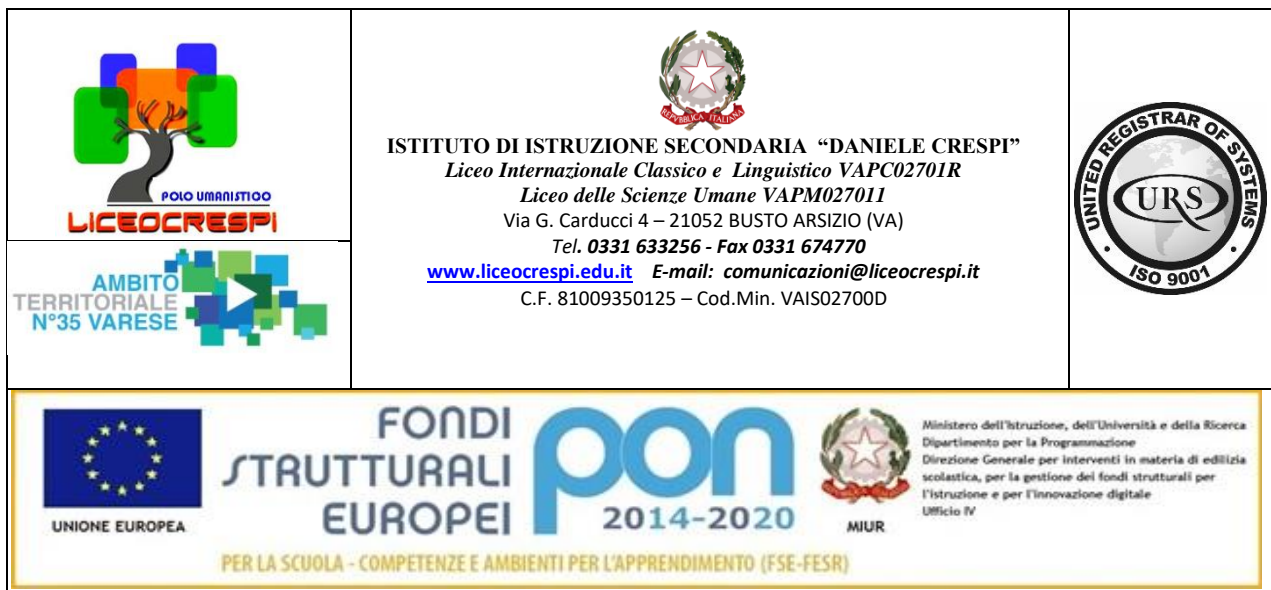 POLO UMANISTICO
LICEOCRESPI
AMBITO
TERRITORIALE
N°35 VARESE
REPVBBLICA ITALIANA
ISTITUTO DI ISTRUZIONE SECONDARIA “DANIELE CRESPI”
Liceo Internazionale Classico e Linguistico VAPC02701R
Liceo delle Scienze Umane VAPM027011
Via G. Carducci 4 – 21052 BUSTO ARSIZIO (VA)
Tel. 0331 633256 - Fax 0331 674770
www.liceocrespi.edu.it E-mail: comunicazioni@liceocrespi.it
C.F. 81009350125 – Cod.Min. VAIS02700D
UNITED REGISTRAR OF SYSTEMS
URS
ISO 9001
UNIONE EUROPEA
FONDI
STRUTTURALI
EUROPEI
pon
2014-2020
MIUR
Ministero dell'Istruzione, dell'Università e della Ricerca
Dipartimento per la Programmazione
Direzione Generale per interventi in materia di edilizia
scolastica, per la gestione dei fondi strutturali per
l'istruzione e per l'innovazione digitale
Ufficio IV
PER LA SCUOLA - COMPETENZE E AMBIENTI PER L'APPRENDIMENTO (FSE-FESR)